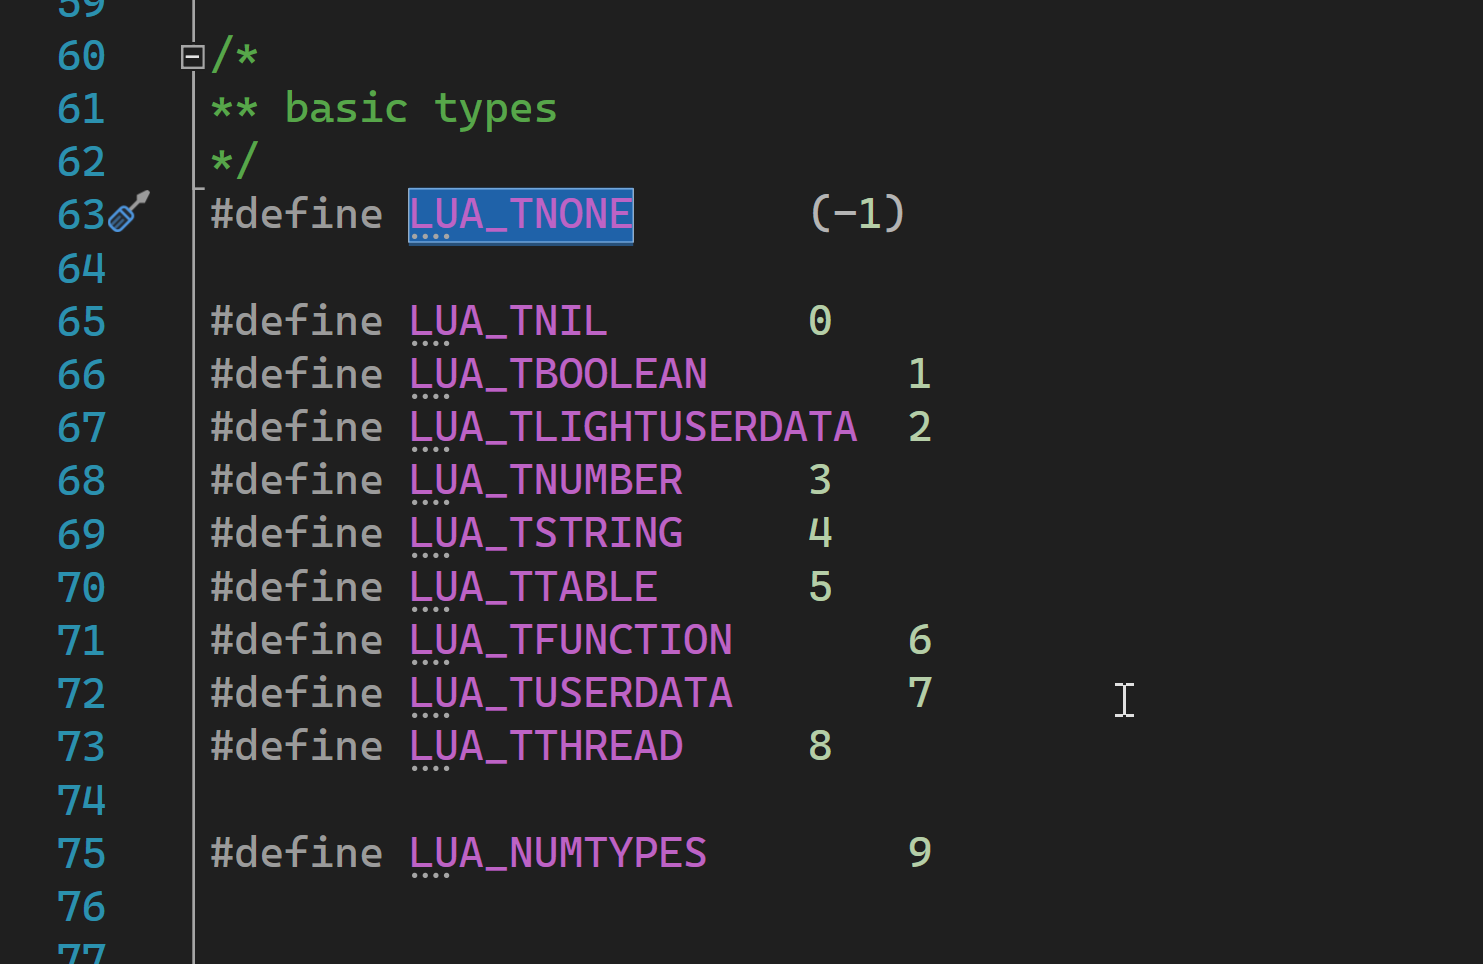 59
60 /*
61 ** basic types
62 */
63 #define LUA_TNONE (-1)
64
65 #define LUA_TNIL 0
66 #define LUA_TBOOLEAN 1
67 #define LUA_TLIGHTUSERDATA 2
68 #define LUA_TNUMBER 3
69 #define LUA_TSTRING 4
70 #define LUA_TTABLE 5
71 #define LUA_TFUNCTION 6
72 #define LUA_TUSERDATA 7
73 #define LUA_TTHREAD 8
74
75 #define LUA_NUMTYPES 9
76
77